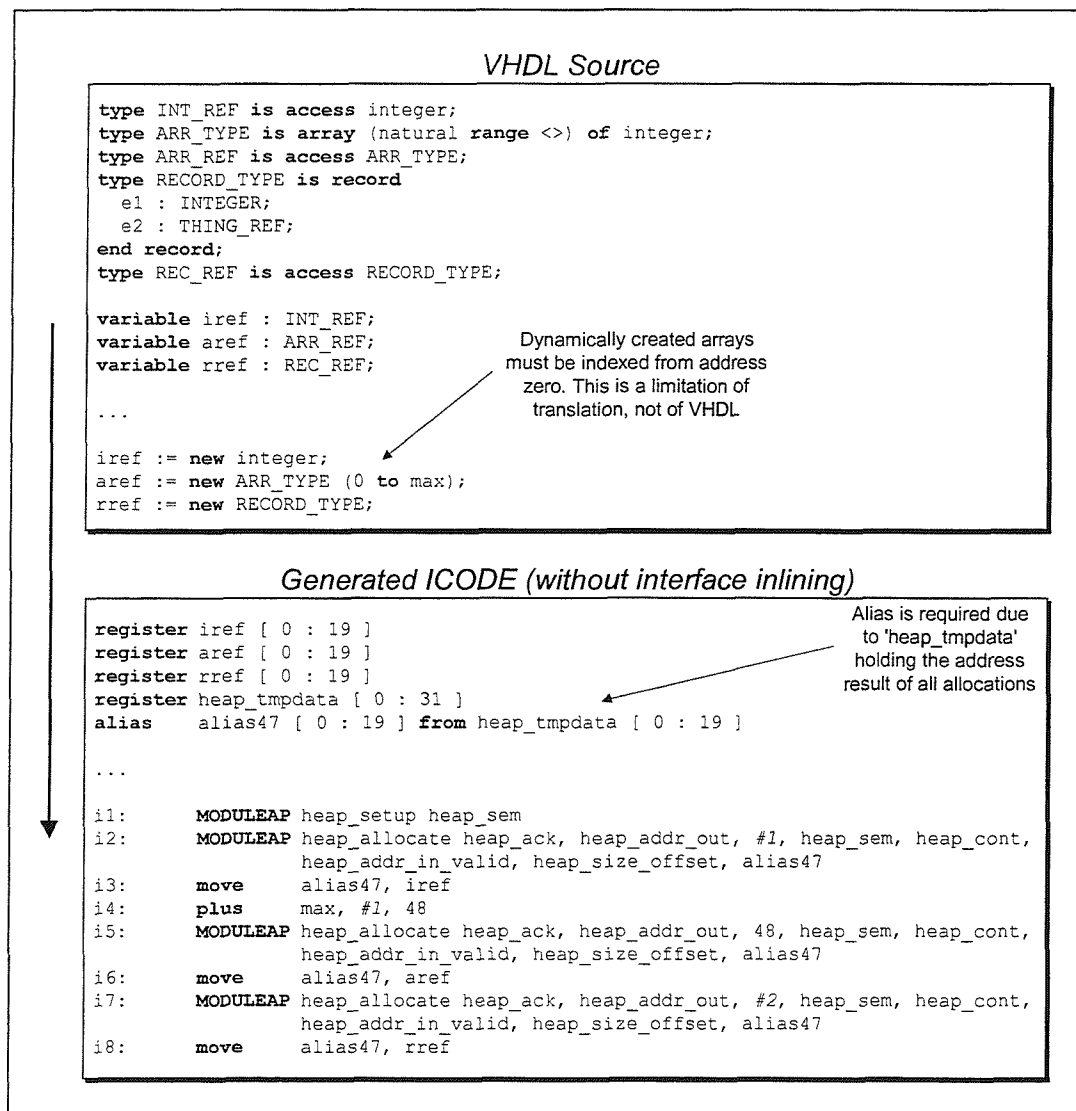 VHDL Source
type INT_REF is access integer;
type ARR_TYPE is array (natural range <>) of integer;
type ARR_REF is access ARR_TYPE;
type RECORD_TYPE is record
e1 : INTEGER;
e2 : THING_REF;
end record;
type REC_REF is access RECORD_TYPE;
variable iref : INT_REF;
variable aref : ARR_REF;
variable rref : REC_REF;
Dynamically created arrays
must be indexed from address
zero. This is a limitation of
translation, not of VHDL
...
iref := new integer;
aref := new ARR_TYPE (0 to max);
rref := new RECORD_TYPE;
Generated ICODE (without interface inlining)
register iref [ 0 : 19 ]
register aref [ 0 : 19 ]
register rref [ 0 : 19 ]
register heap_tmpdata [ 0 : 31 ]
alias alias47 [ 0 : 19 ] from heap_tmpdata [ 0 : 19 ]
Alias is required due
to 'heap_tmpdata'
holding the address
result of all allocations
...
i1: MODULEAP heap_setup heap_sem
i2: MODULEAP heap_allocate heap_ack, heap_addr_out, #1, heap_sem, heap_cont,
heap_addr_in_valid, heap_size_offset, alias47
i3: move alias47, iref
i4: plus max, #1, 48
i5: MODULEAP heap_allocate heap_ack, heap_addr_out, 48, heap_sem, heap_cont,
heap_addr_in_valid, heap_size_offset, alias47
i6: move alias47, aref
i7: MODULEAP heap_allocate heap_ack, heap_addr_out, #2, heap_sem, heap_cont,
heap_addr_in_valid, heap_size_offset, alias47
i8: move alias47, rref